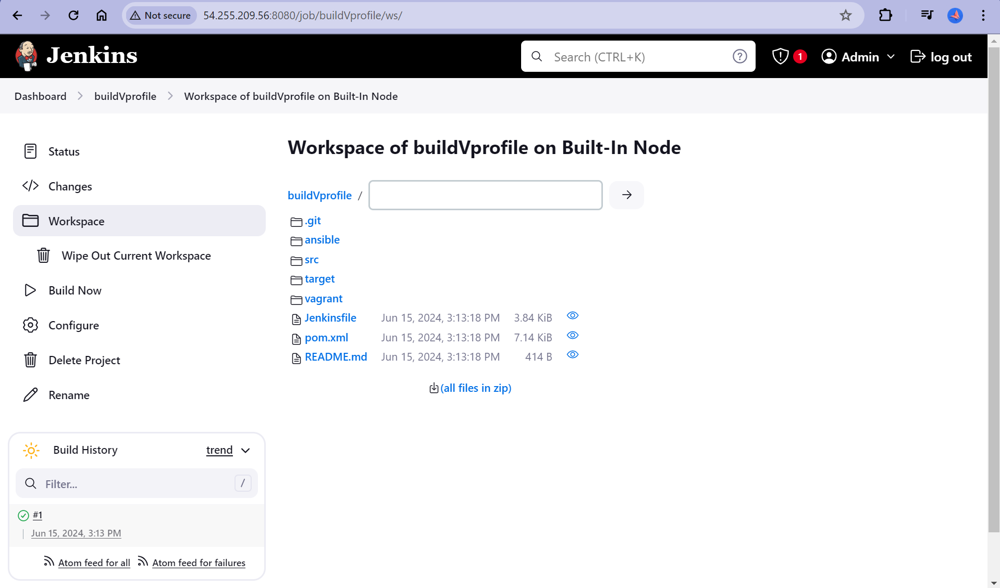 Not secure 54.255.209.56:8080/job/buildVprofile/ws/
Jenkins Search (CTRL+K) ? 1 Admin log out
Dashboard buildVprofile Workspace of buildVprofile on Built-In Node
Status
Changes
Workspace
Wipe Out Current Workspace
Build Now
Configure
Delete Project
Rename
Build History trend
Filter... /
#1
Jun 15, 2024, 3:13 PM
Atom feed for all Atom feed for failures
Workspace of buildVprofile on Built-In Node
buildVprofile /
.git
ansible
src
target
vagrant
Jenkinsfile Jun 15, 2024, 3:13:18 PM 3.84 KiB
pom.xml Jun 15, 2024, 3:13:18 PM 7.14 KiB
README.md Jun 15, 2024, 3:13:18 PM 414 B
(all files in zip)